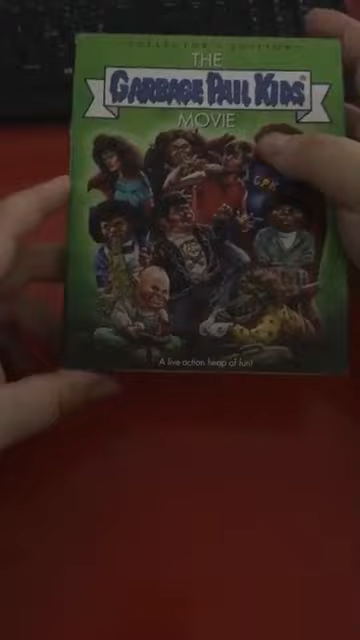 COLLECTOR'S EDITION
THE
GARBAGE PAIL KIDS®
MOVIE
G.P.K.
A live action heap of fun!